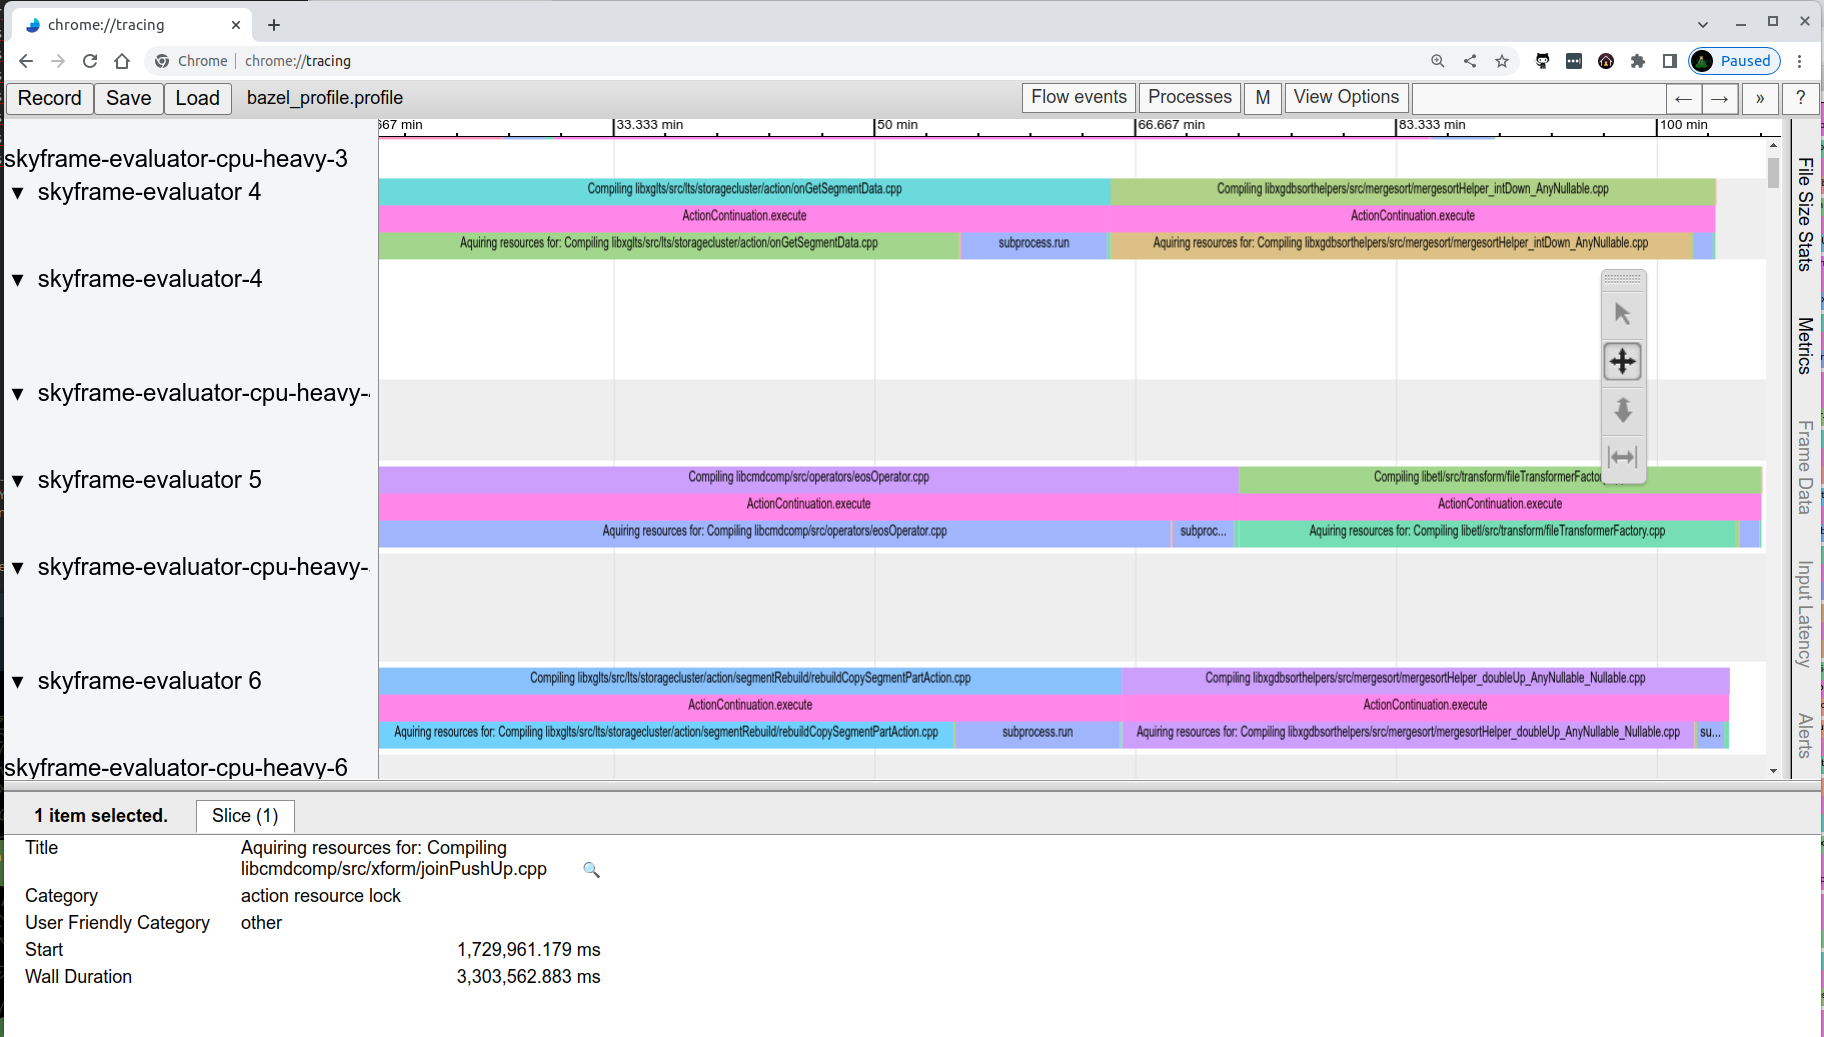 chrome://tracing
Chrome | chrome://tracing
Paused
Record Save Load bazel_profile.profile Flow events Processes M View Options ← → » ?
667 min 33.333 min 50 min 66.667 min 83.333 min 100 min
skyframe-evaluator-cpu-heavy-3
skyframe-evaluator 4
Compiling libxglts/src/lts/storagecluster/action/onGetSegmentData.cpp Compiling libxgdbsorthelpers/src/mergesort/mergesortHelper_intDown_AnyNullable.cpp
ActionContinuation.execute ActionContinuation.execute
Aquiring resources for: Compiling libxglts/src/lts/storagecluster/action/onGetSegmentData.cpp subprocess.run Aquiring resources for: Compiling libxgdbsorthelpers/src/mergesort/mergesortHelper_intDown_AnyNullable.cpp
skyframe-evaluator-4
skyframe-evaluator-cpu-heavy-
skyframe-evaluator 5
Compiling libcmdcomp/src/operators/eosOperator.cpp Compiling libetl/src/transform/fileTransformerFacto
ActionContinuation.execute ActionContinuation.execute
Aquiring resources for: Compiling libcmdcomp/src/operators/eosOperator.cpp subproc... Aquiring resources for: Compiling libetl/src/transform/fileTransformerFactory.cpp
skyframe-evaluator-cpu-heavy-
skyframe-evaluator 6
Compiling libxglts/src/lts/storagecluster/action/segmentRebuild/rebuildCopySegmentPartAction.cpp Compiling libxgdbsorthelpers/src/mergesort/mergesortHelper_doubleUp_AnyNullable_Nullable.cpp
ActionContinuation.execute ActionContinuation.execute
Aquiring resources for: Compiling libxglts/src/lts/storagecluster/action/segmentRebuild/rebuildCopySegmentPartAction.cpp subprocess.run Aquiring resources for: Compiling libxgdbsorthelpers/src/mergesort/mergesortHelper_doubleUp_AnyNullable_Nullable.cpp su...
skyframe-evaluator-cpu-heavy-6
File Size Stats
Metrics
Frame Data
Input Latency
Alerts
1 item selected. Slice (1)
Title Aquiring resources for: Compiling
libcmdcomp/src/xform/joinPushUp.cpp
Category action resource lock
User Friendly Category other
Start 1,729,961.179 ms
Wall Duration 3,303,562.883 ms